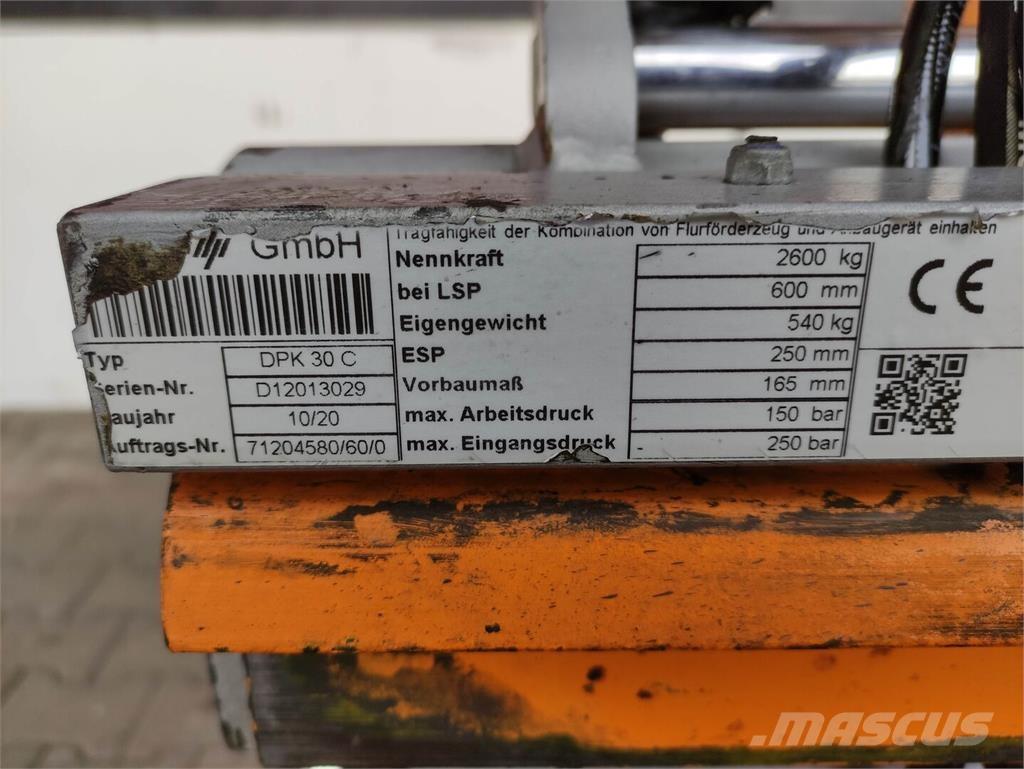 GmbH
Tragfähigkeit der Kombination von Flurförderzeug und Anbaugerät einhalten
Typ DPK 30 C
Serien-Nr. D12013029
Baujahr 10/20
Auftrags-Nr. 71204580/60/0
Nennkraft 2600 kg
bei LSP 600 mm
Eigengewicht 540 kg
ESP 250 mm
Vorbaumaß 165 mm
max. Arbeitsdruck 150 bar
max. Eingangsdruck - 250 bar
CE
MASCUS